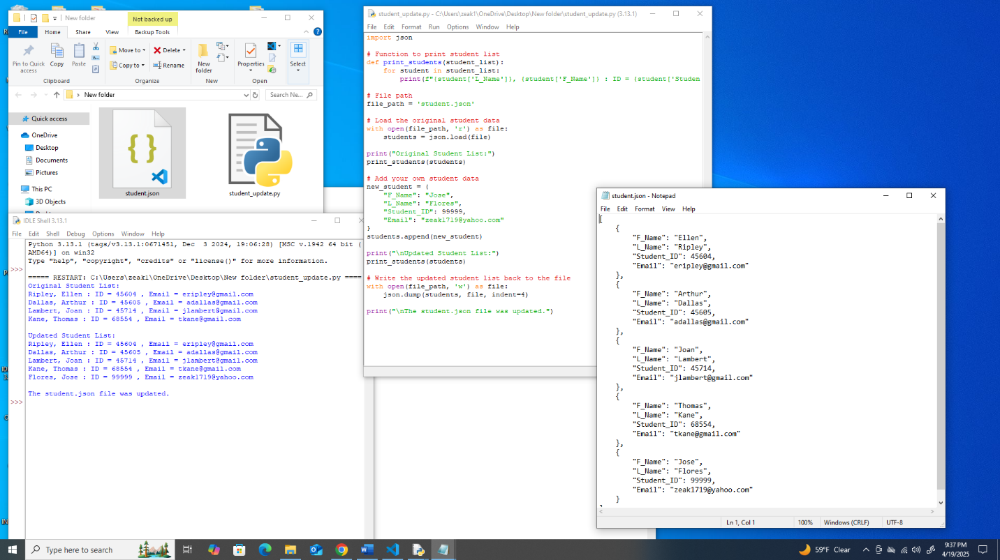 New folder
Not backed up
File
Home
Share
View
Backup Tools
Pin to Quick access
Copy
Paste
Move to
Copy to
Delete
Rename
New folder
Properties
Select
Clipboard
Organize
New
Open
New folder
Search Ne...
Quick access
OneDrive
Desktop
Documents
Pictures
This PC
3D Objects
student.json
student_update.py
IDLE Shell 3.13.1
File Edit Shell Debug Options Window Help
Python 3.13.1 (tags/v3.13.1:0671451, Dec  3 2024, 19:06:28) [MSC v.1942 64 bit (
AMD64)] on win32
Type "help", "copyright", "credits" or "license()" for more information.
>>>
===== RESTART: C:\Users\zeak1\OneDrive\Desktop\New folder\student_update.py ====
Original Student List:
Ripley, Ellen : ID = 45604 , Email = eripley@gmail.com
Dallas, Arthur : ID = 45605 , Email = adallas@gmail.com
Lambert, Joan : ID = 45714 , Email = jlambert@gmail.com
Kane, Thomas : ID = 68554 , Email = tkane@gmail.com
Updated Student List:
Ripley, Ellen : ID = 45604 , Email = eripley@gmail.com
Dallas, Arthur : ID = 45605 , Email = adallas@gmail.com
Lambert, Joan : ID = 45714 , Email = jlambert@gmail.com
Kane, Thomas : ID = 68554 , Email = tkane@gmail.com
Flores, Jose : ID = 99999 , Email = zeak1719@yahoo.com
The student.json file was updated.
>>>
student_update.py - C:\Users\zeak1\OneDrive\Desktop\New folder\student_update.py (3.13.1)
File Edit Format Run Options Window Help
import json
# Function to print student list
def print_students(student_list):
    for student in student_list:
        print(f"{student['L_Name']}, {student['F_Name']} : ID = {student['Studen
# File path
file_path = 'student.json'
# Load the original student data
with open(file_path, 'r') as file:
    students = json.load(file)
print("Original Student List:")
print_students(students)
# Add your own student data
new_student = {
    "F_Name": "Jose",
    "L_Name": "Flores",
    "Student_ID": 99999,
    "Email": "zeak1719@yahoo.com"
}
students.append(new_student)
print("\nUpdated Student List:")
print_students(students)
# Write the updated student list back to the file
with open(file_path, 'w') as file:
    json.dump(students, file, indent=4)
print("\nThe student.json file was updated.")
student.json - Notepad
File Edit Format View Help
[
    {
        "F_Name": "Ellen",
        "L_Name": "Ripley",
        "Student_ID": 45604,
        "Email": "eripley@gmail.com"
    },
    {
        "F_Name": "Arthur",
        "L_Name": "Dallas",
        "Student_ID": 45605,
        "Email": "adallas@gmail.com"
    },
    {
        "F_Name": "Joan",
        "L_Name": "Lambert",
        "Student_ID": 45714,
        "Email": "jlambert@gmail.com"
    },
    {
        "F_Name": "Thomas",
        "L_Name": "Kane",
        "Student_ID": 68554,
        "Email": "tkane@gmail.com"
    },
    {
        "F_Name": "Jose",
        "L_Name": "Flores",
        "Student_ID": 99999,
        "Email": "zeak1719@yahoo.com"
    }
Ln 1, Col 1
100%
Windows (CRLF)
UTF-8
Type here to search
59°F Clear
9:37 PM
4/19/2025